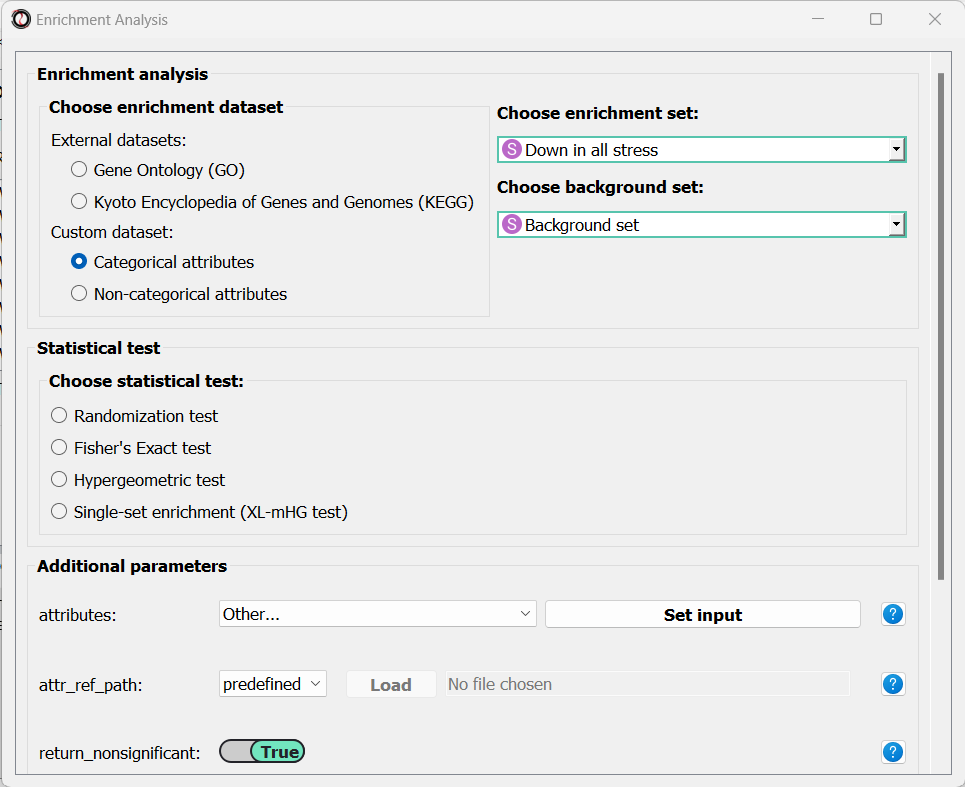 Enrichment Analysis
Enrichment analysis
Choose enrichment dataset
External datasets:
Gene Ontology (GO)
Kyoto Encyclopedia of Genes and Genomes (KEGG)
Custom dataset:
Categorical attributes
Non-categorical attributes
Choose enrichment set:
S Down in all stress
Choose background set:
S Background set
Statistical test
Choose statistical test:
Randomization test
Fisher's Exact test
Hypergeometric test
Single-set enrichment (XL-mHG test)
Additional parameters
attributes: Other... Set input ?
attr_ref_path: predefined Load No file chosen ?
return_nonsignificant: True ?